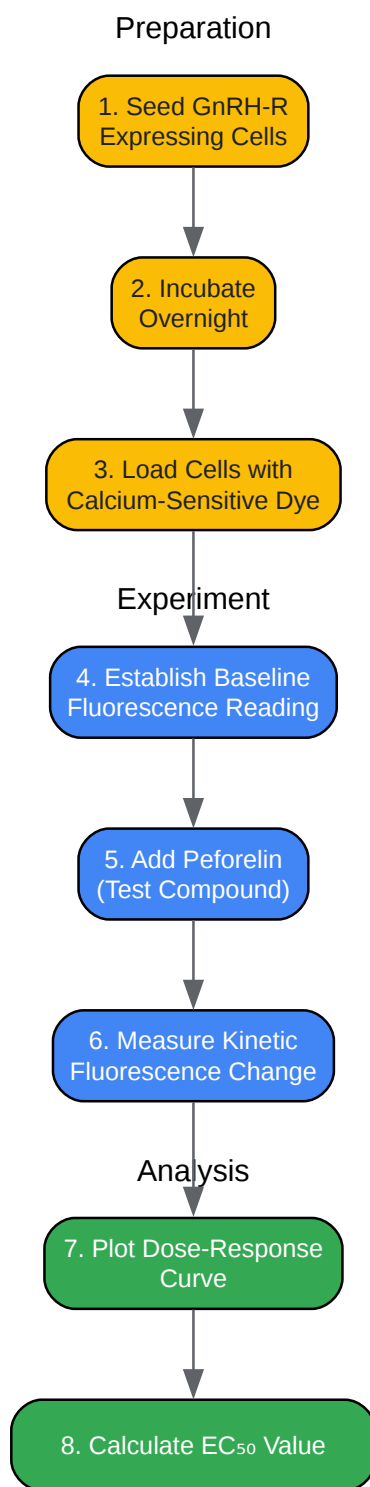 Preparation
1. Seed GnRH-R
Expressing Cells
2. Incubate
Overnight
3. Load Cells with
Calcium-Sensitive Dye
Experiment
4. Establish Baseline
Fluorescence Reading
5. Add Peforelin
(Test Compound)
6. Measure Kinetic
Fluorescence Change
Analysis
7. Plot Dose-Response
Curve
8. Calculate EC₅₀ Value